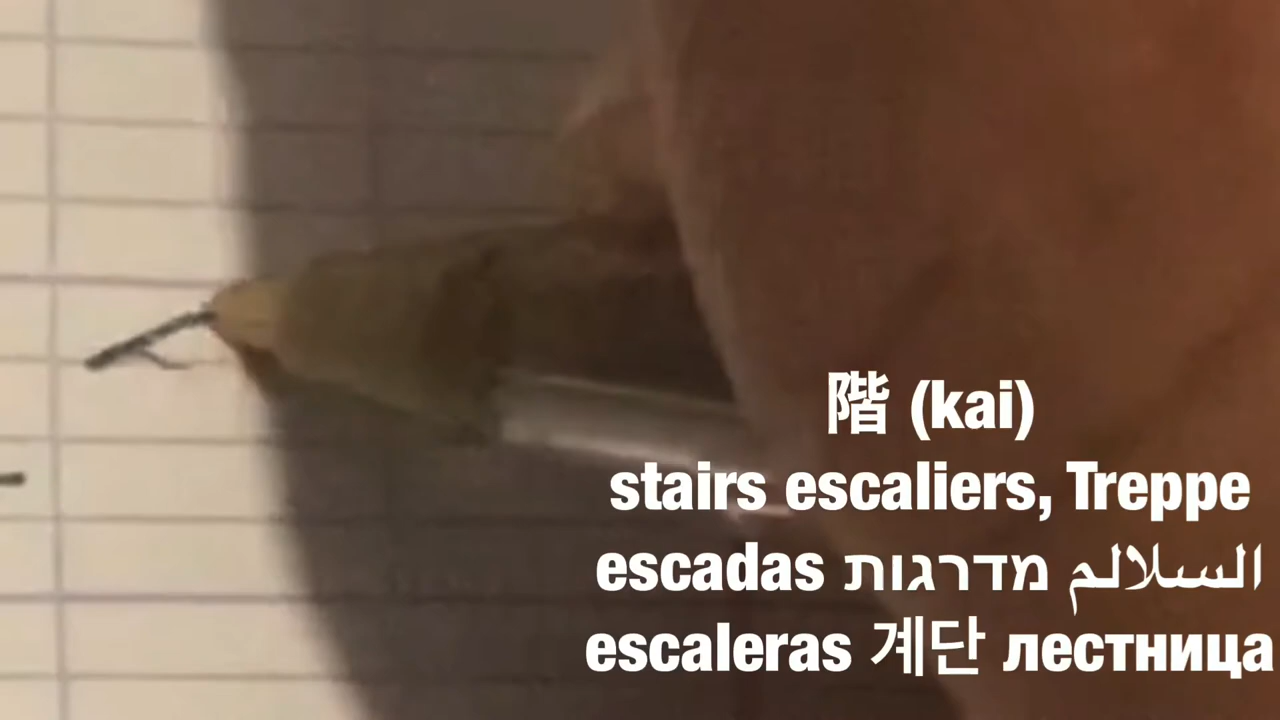 階 (kai)
stairs escaliers, Treppe
escadas מדרגות السلالم
escaleras 계단 лестница